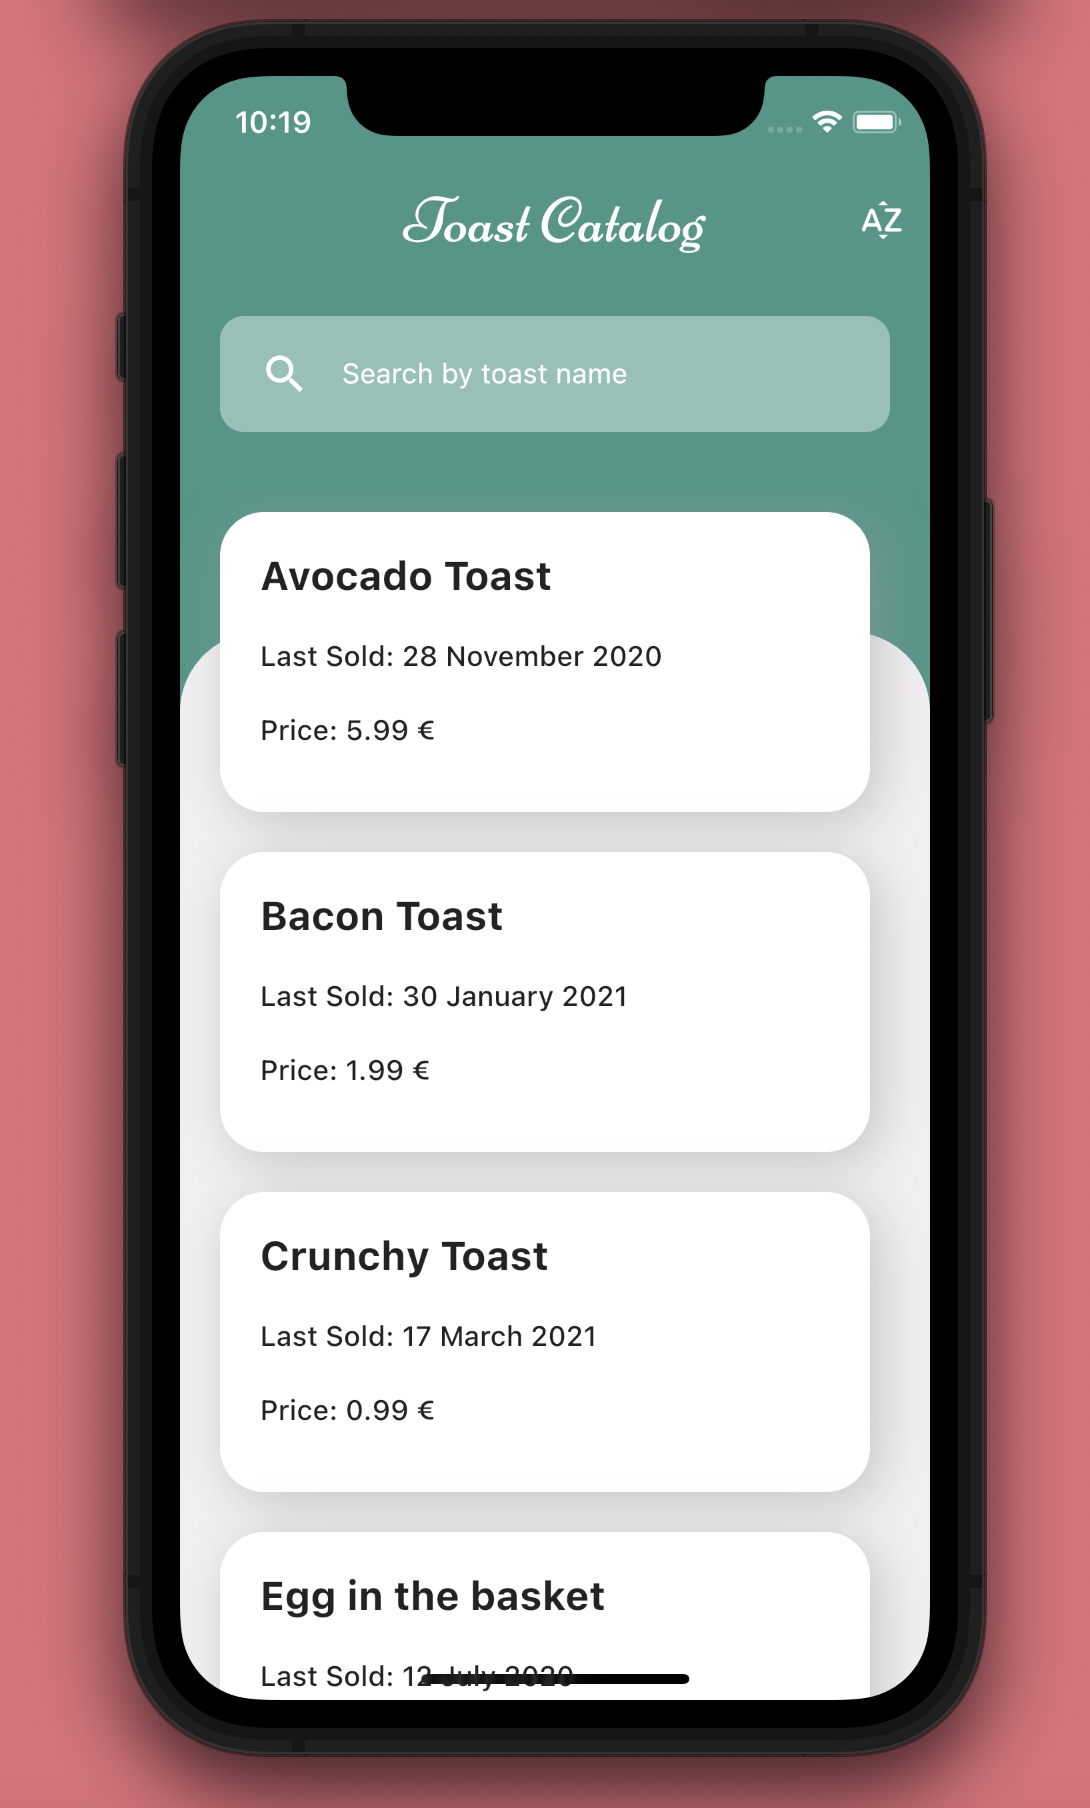 10:19
Toast Catalog
AZ
Search by toast name
Avocado Toast
Last Sold: 28 November 2020
Price: 5.99 €
Bacon Toast
Last Sold: 30 January 2021
Price: 1.99 €
Crunchy Toast
Last Sold: 17 March 2021
Price: 0.99 €
Egg in the basket
Last Sold: 12 July 2020